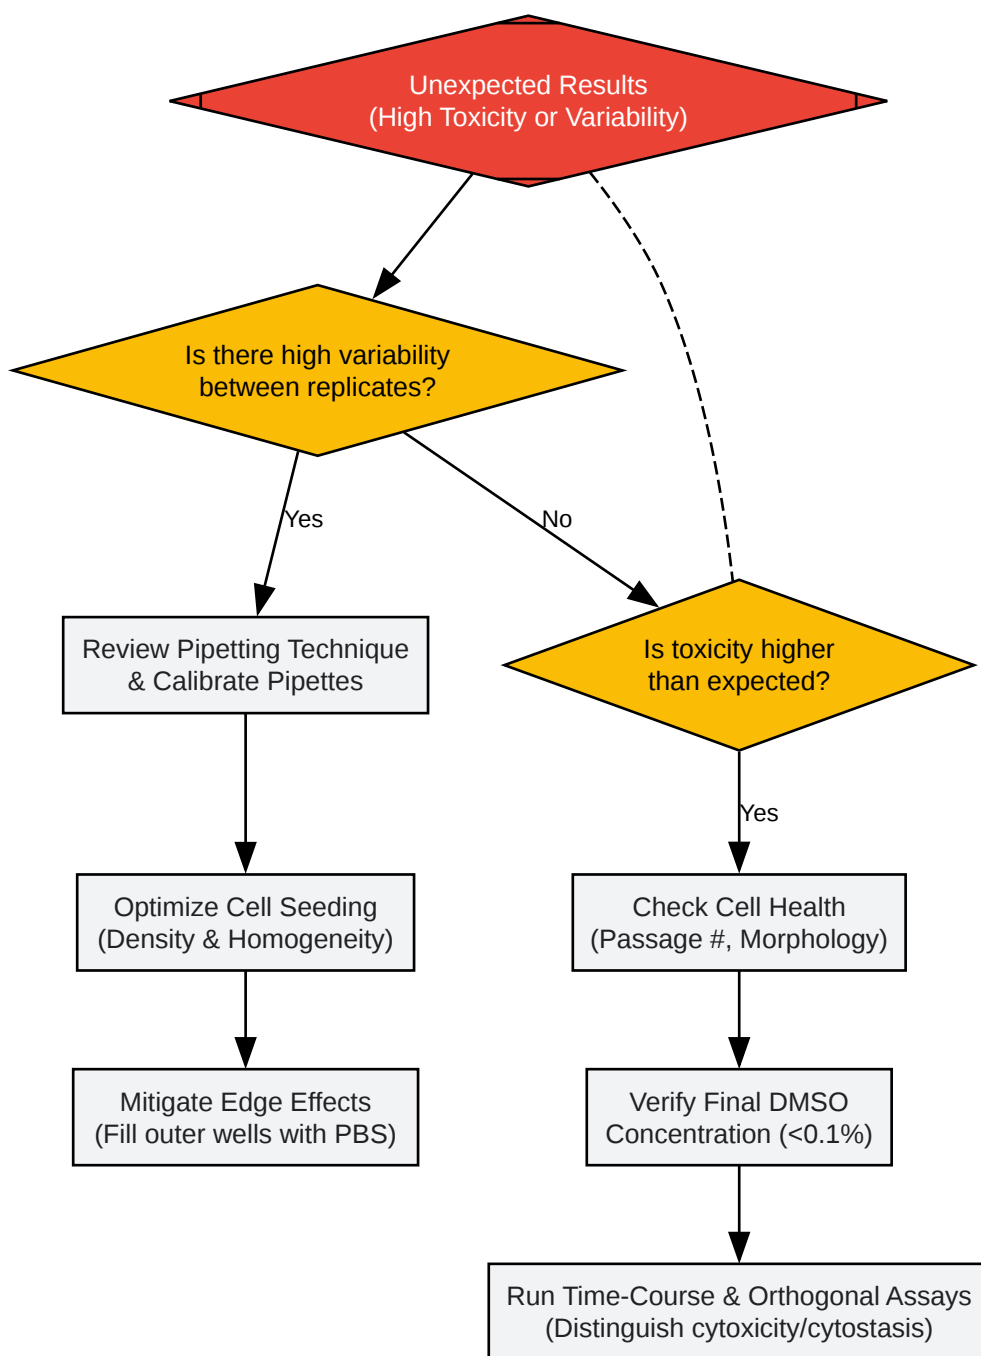 Unexpected Results
(High Toxicity or Variability)
Is there high variability
between replicates?
Yes
No
Review Pipetting Technique
& Calibrate Pipettes
Is toxicity higher
than expected?
Yes
Optimize Cell Seeding
(Density & Homogeneity)
Check Cell Health
(Passage #, Morphology)
Mitigate Edge Effects
(Fill outer wells with PBS)
Verify Final DMSO
Concentration (<0.1%)
Run Time-Course & Orthogonal Assays
(Distinguish cytoxicity/cytostasis)